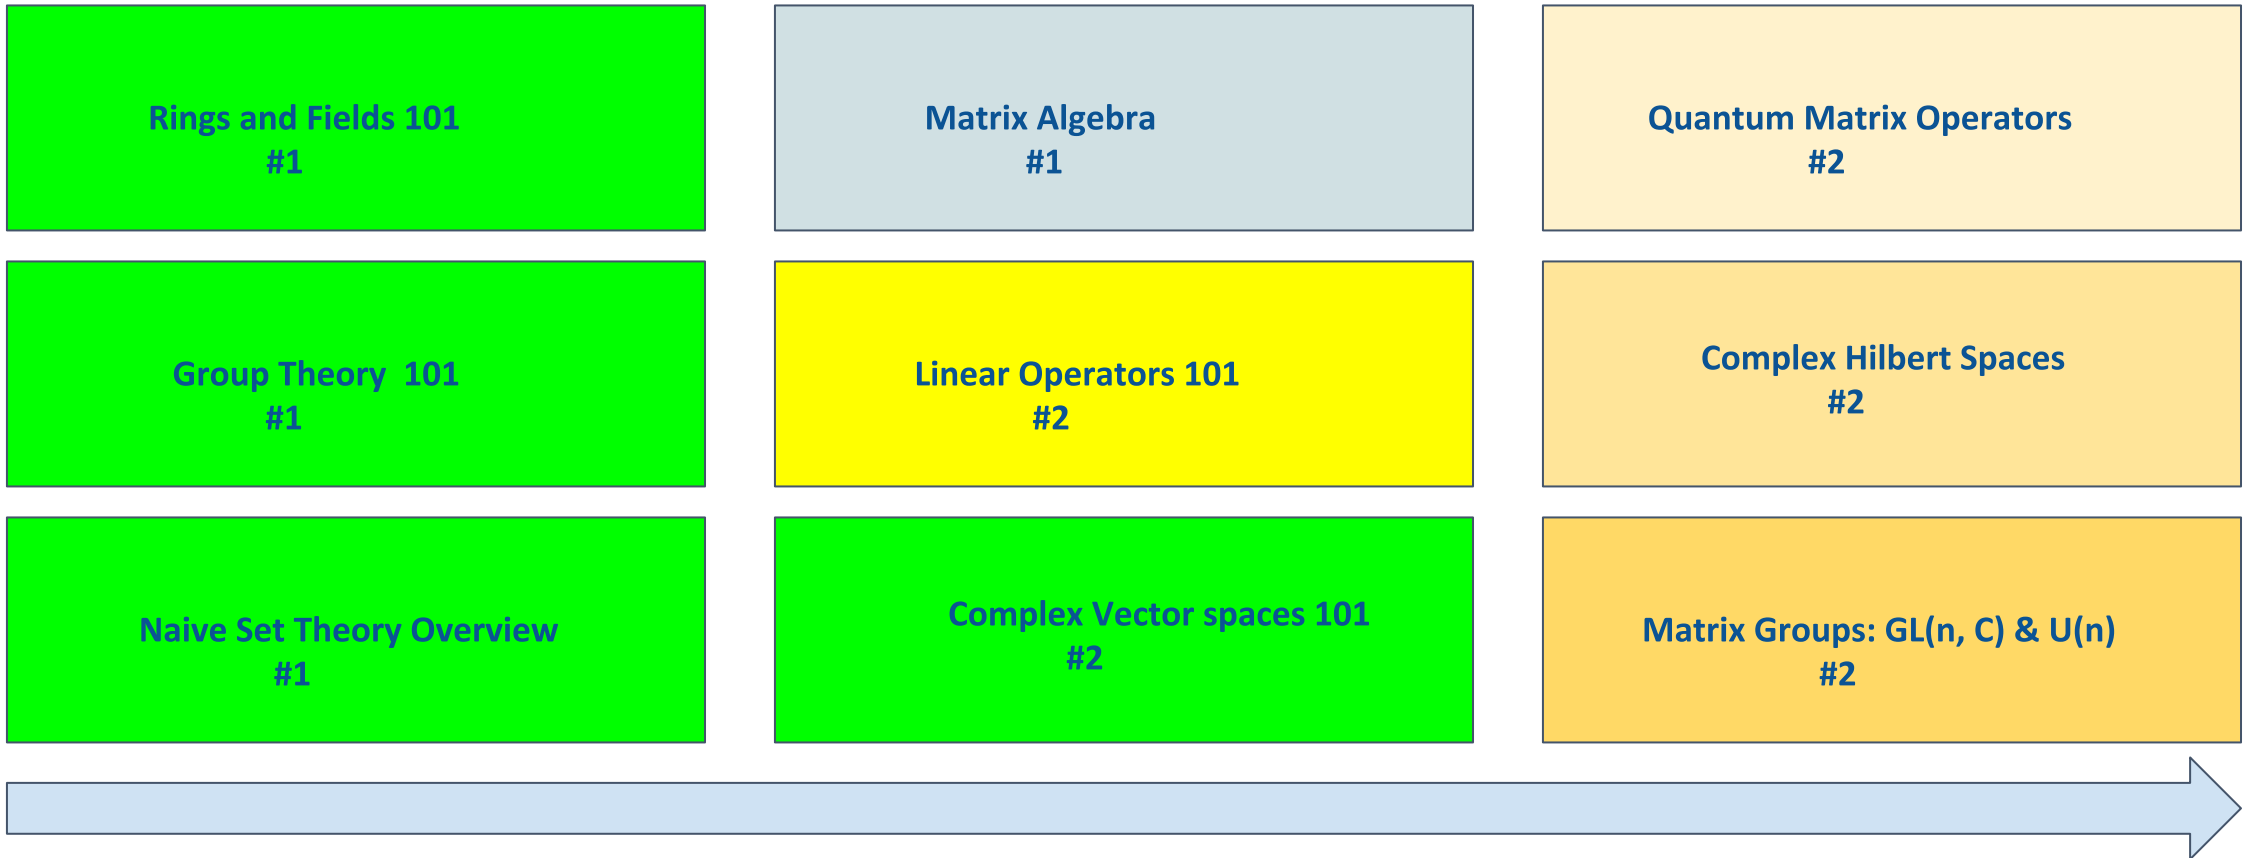 Rings and Fields 101
#1
Matrix Algebra
#1
Quantum Matrix Operators
#2
Group Theory  101
#1
Linear Operators 101
#2
Complex Hilbert Spaces
#2
Naive Set Theory Overview
#1
Complex Vector spaces 101
#2
Matrix Groups: GL(n, C) & U(n)
#2